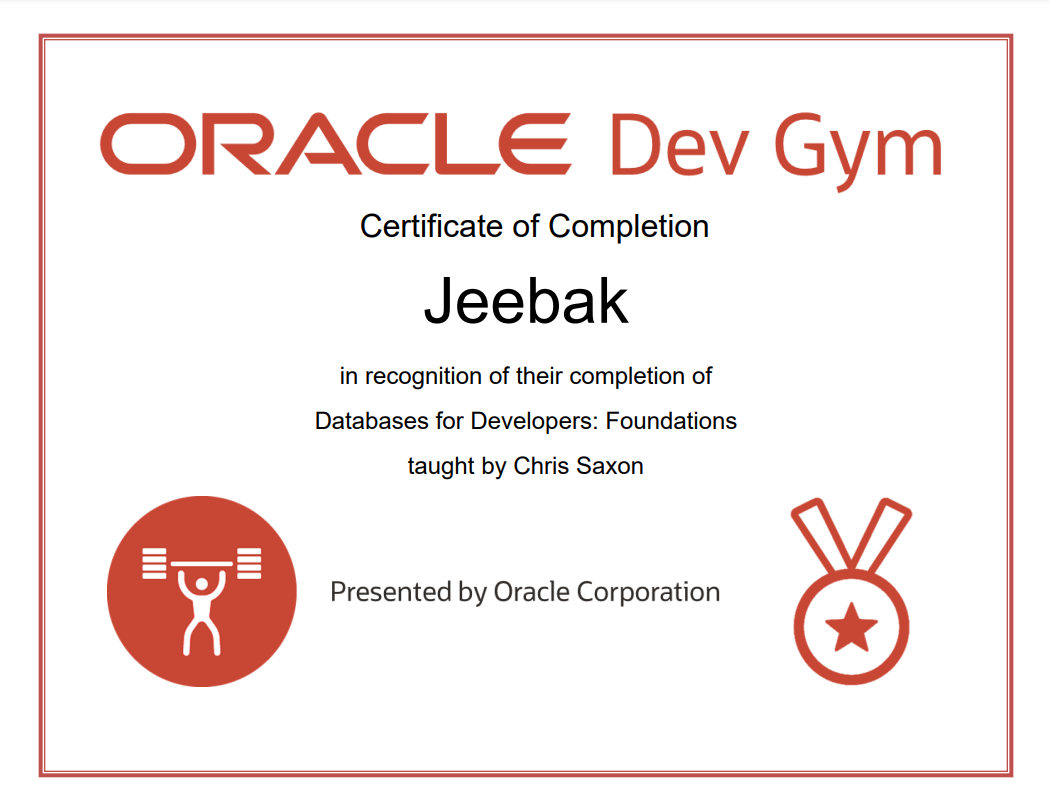 ORACLE Dev Gym
Certificate of Completion
Jeebak
in recognition of their completion of
Databases for Developers: Foundations
taught by Chris Saxon
Presented by Oracle Corporation